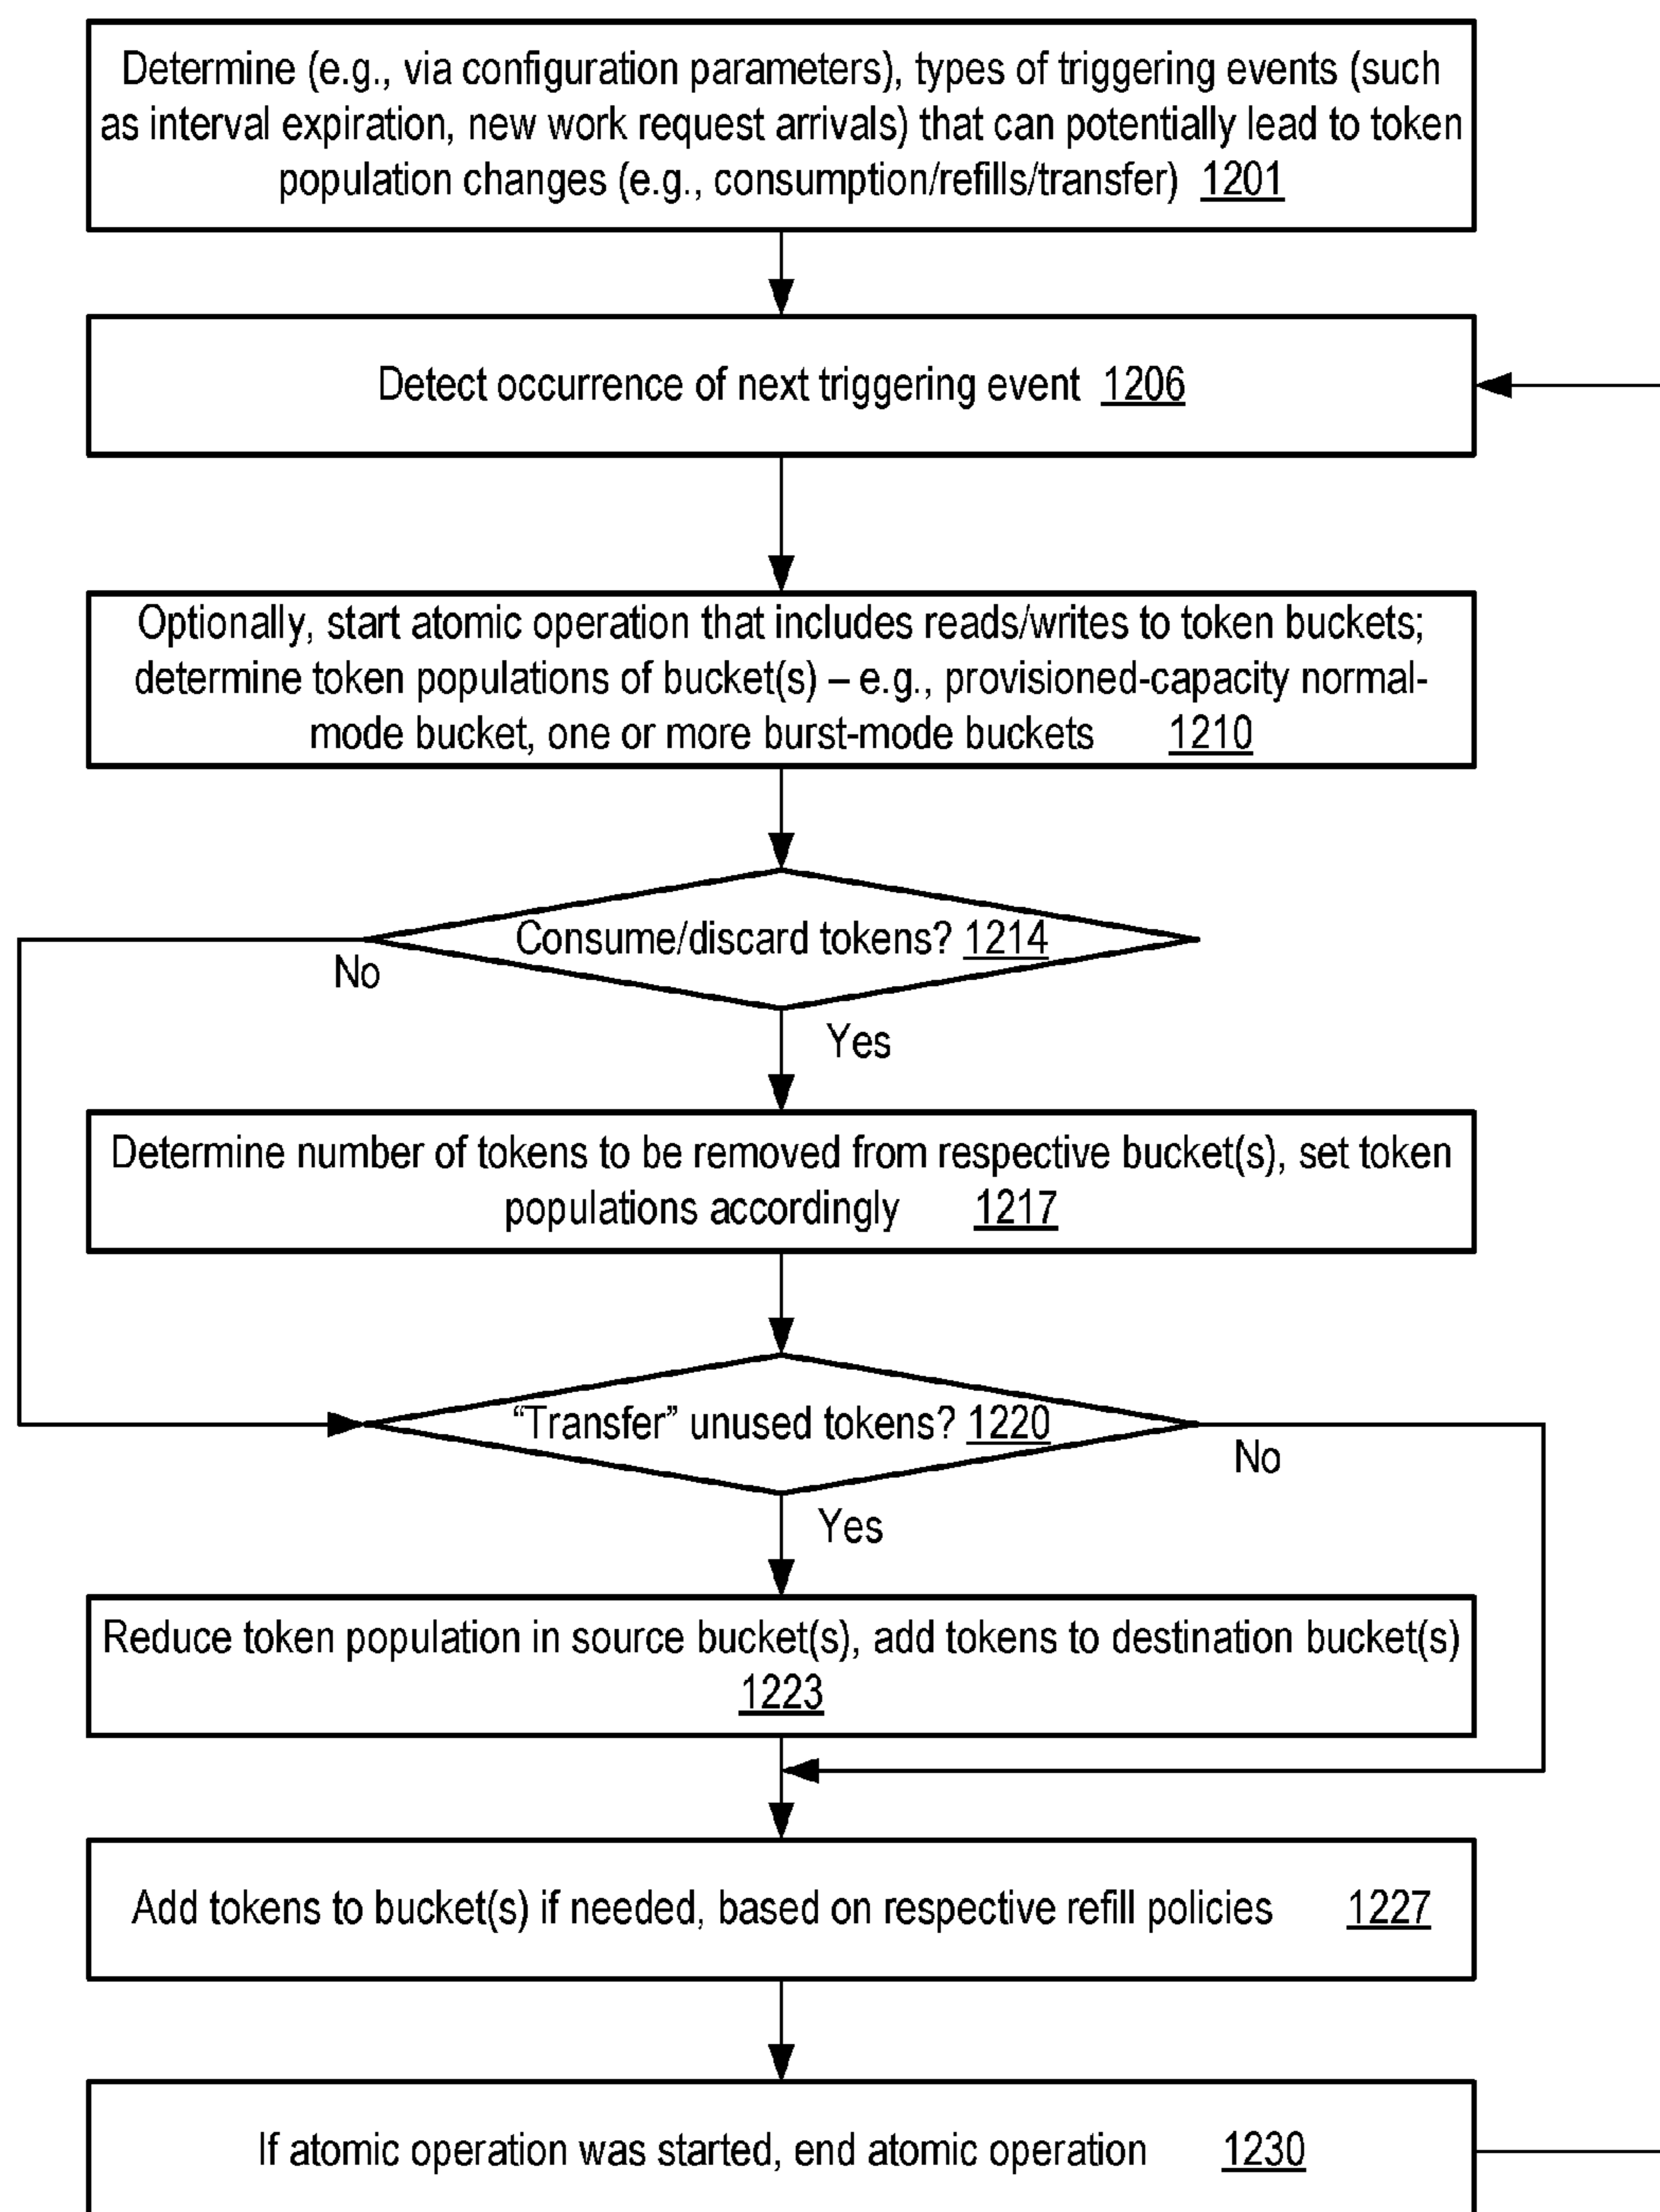 Determine (e.g., via configuration parameters), types of triggering events (such
as interval expiration, new work request arrivals) that can potentially lead to token
population changes (e.g., consumption/refills/transfer) 1201
Detect occurrence of next triggering event 1206
Optionally, start atomic operation that includes reads/writes to token buckets;
determine token populations of bucket(s) – e.g., provisioned-capacity normal-
mode bucket, one or more burst-mode buckets 1210
Consume/discard tokens? 1214
No
Yes
Determine number of tokens to be removed from respective bucket(s), set token
populations accordingly 1217
“Transfer” unused tokens? 1220
No
Yes
Reduce token population in source bucket(s), add tokens to destination bucket(s)
1223
Add tokens to bucket(s) if needed, based on respective refill policies 1227
If atomic operation was started, end atomic operation 1230